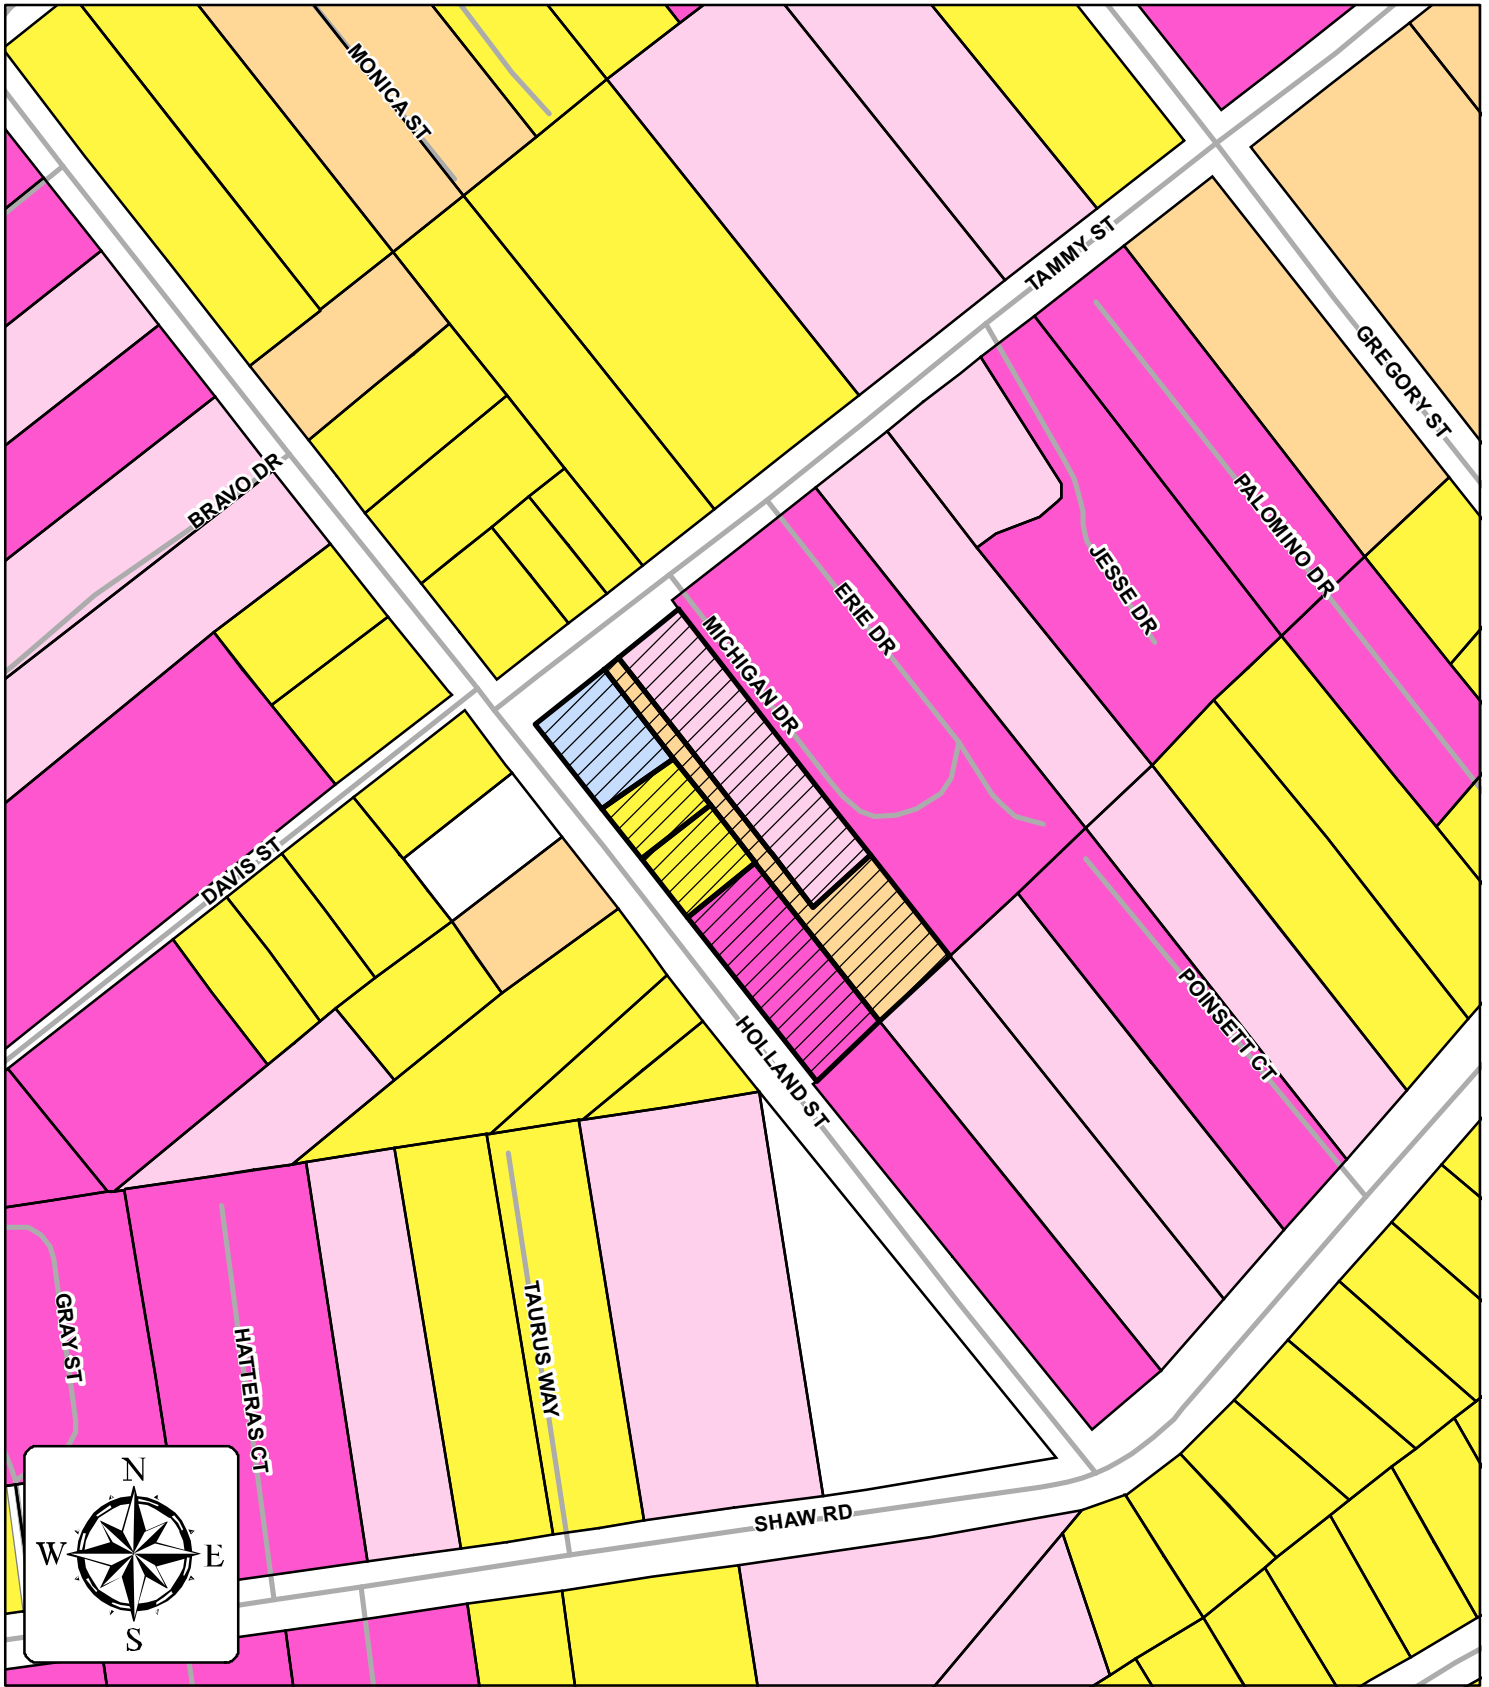 MONICA ST
TAMMY ST
GREGORY ST
BRAVO DR
PALOMINO DR
JESSE DR
ERIE DR
MICHIGAN DR
DAVIS ST
POINSETT CT
HOLLAND ST
TAURUS WAY
GRAY ST
HATTERAS CT
SHAW RD
N
W E
S